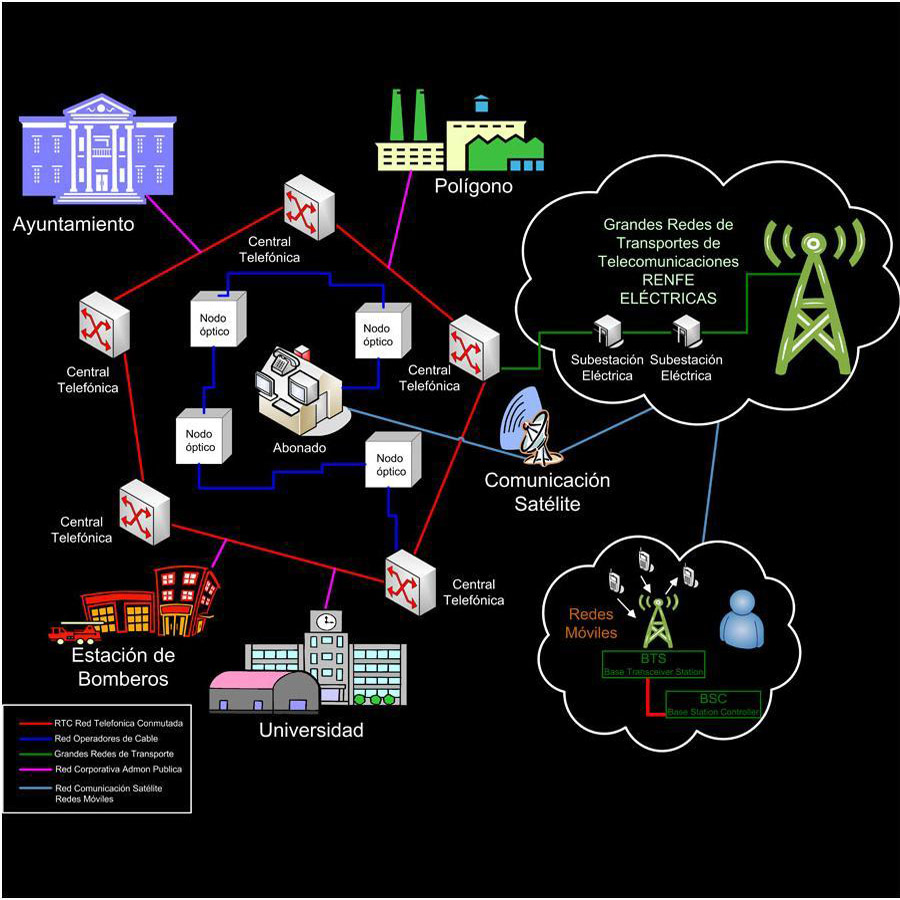 Ayuntamiento
Polígono
Central
Telefónica
Grandes Redes de
Transportes de
Telecomunicaciones
RENFE
ELÉCTRICAS
Nodo
óptico
Nodo
óptico
Central
Telefónica
Central
Telefónica
Subestación
Eléctrica
Subestación
Eléctrica
Nodo
óptico
Abonado
Nodo
óptico
Comunicación
Satélite
Central
Telefónica
Central
Telefónica
Redes
Móviles
BTS
Base Transceiver Station
BSC
Base Station Controller
Estación de
Bomberos
Universidad
RTC Red Telefonica Conmutada
Red Operadores de Cable
Grandes Redes de Transporte
Red Corporativa Admon Publica
Red Comunicación Satélite
Redes Móviles